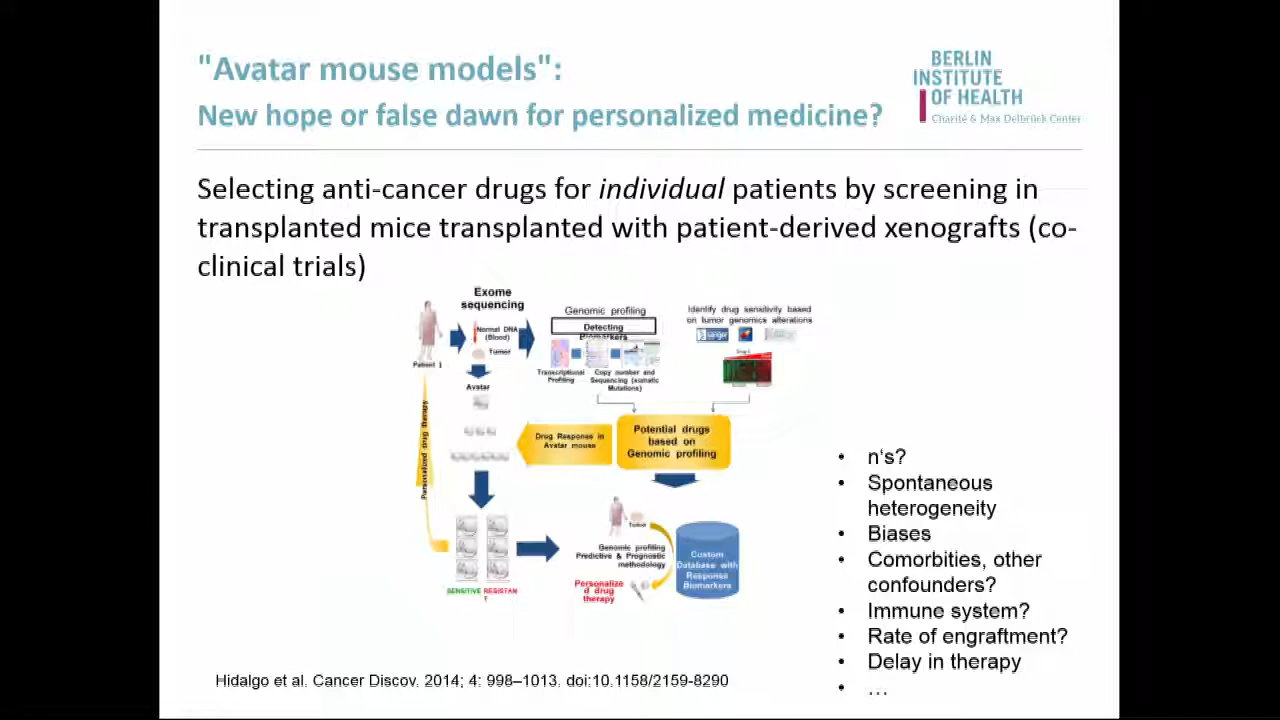 "Avatar mouse models":
New hope or false dawn for personalized medicine?
BERLIN
INSTITUTE
OF HEALTH
Charité & Max Delbrück Center
Selecting anti-cancer drugs for individual patients by screening in
transplanted mice transplanted with patient-derived xenografts (co-
clinical trials)
Exome
sequencing
Normal DNA
(Blood)
Tumor
Patient 1
Avatar
Genomic profiling
Detecting
Biomarkers
Transcriptional
Profiling
Copy number and
Sequencing (somatic
Mutations)
Identify drug sensitivity based
on tumor genomics alterations
Personalized drug therapy
Drug Response in
Avatar mouse
Potential drugs
based on
Genomic profiling
SENSITIVE
RESISTAN
T
Tumor
Genomic profiling
Predictive & Prognostic
methodology
Personalize
d drug
therapy
Custom
Database with
Response
Biomarkers
• n‘s?
• Spontaneous
heterogeneity
• Biases
• Comorbities, other
confounders?
• Immune system?
• Rate of engraftment?
• Delay in therapy
• …
Hidalgo et al. Cancer Discov. 2014; 4: 998–1013. doi:10.1158/2159-8290